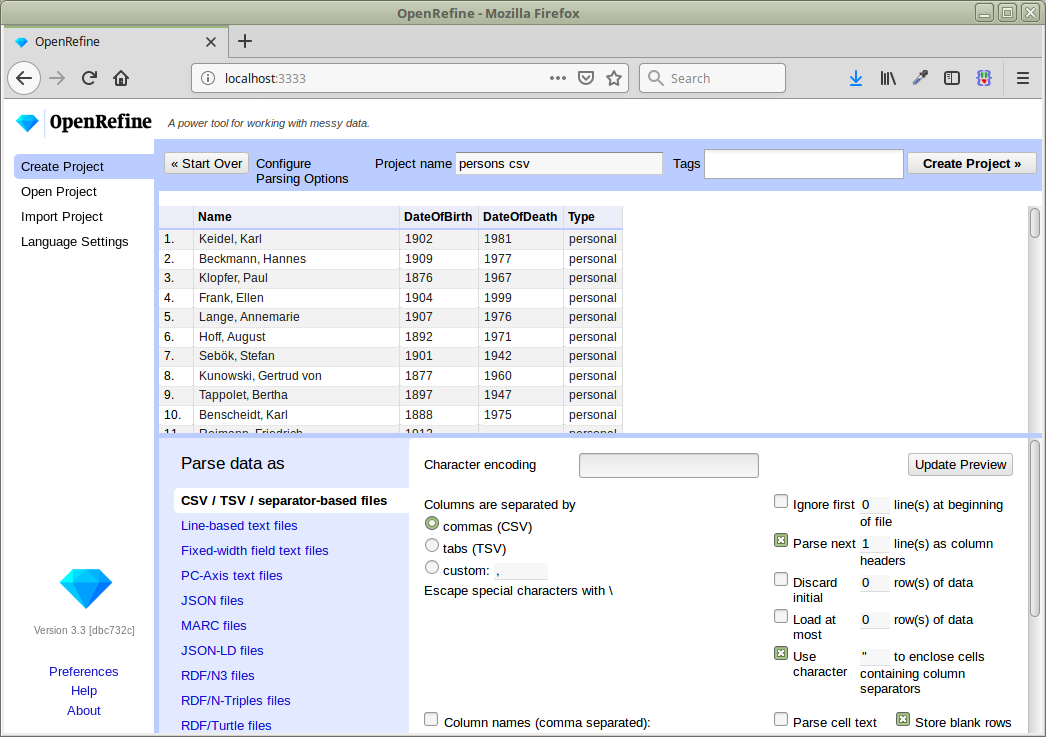 OpenRefine - Mozilla Firefox
OpenRefine
localhost:3333
Search
OpenRefine
A power tool for working with messy data.
Create Project
Open Project
Import Project
Language Settings
« Start Over
Configure
Parsing Options
Project name
persons csv
Tags
Create Project »
Name DateOfBirth DateOfDeath Type
1. Keidel, Karl 1902 1981 personal
2. Beckmann, Hannes 1909 1977 personal
3. Klopfer, Paul 1876 1967 personal
4. Frank, Ellen 1904 1999 personal
5. Lange, Annemarie 1907 1976 personal
6. Hoff, August 1892 1971 personal
7. Sebök, Stefan 1901 1942 personal
8. Kunowski, Gertrud von 1877 1960 personal
9. Tappolet, Bertha 1897 1947 personal
10. Benscheidt, Karl 1888 1975 personal
11. Reimann, Friedrich 1912 personal
Parse data as
CSV / TSV / separator-based files
Line-based text files
Fixed-width field text files
PC-Axis text files
JSON files
MARC files
JSON-LD files
RDF/N3 files
RDF/N-Triples files
RDF/Turtle files
Character encoding
Update Preview
Columns are separated by
commas (CSV)
tabs (TSV)
custom: ,
Escape special characters with \
Ignore first 0 line(s) at beginning
of file
Parse next 1 line(s) as column
headers
Discard
initial
0 row(s) of data
Load at
most
0 row(s) of data
Use
character
" to enclose cells
containing column
separators
Column names (comma separated):
Parse cell text
Store blank rows
Version 3.3 [dbc732c]
Preferences
Help
About